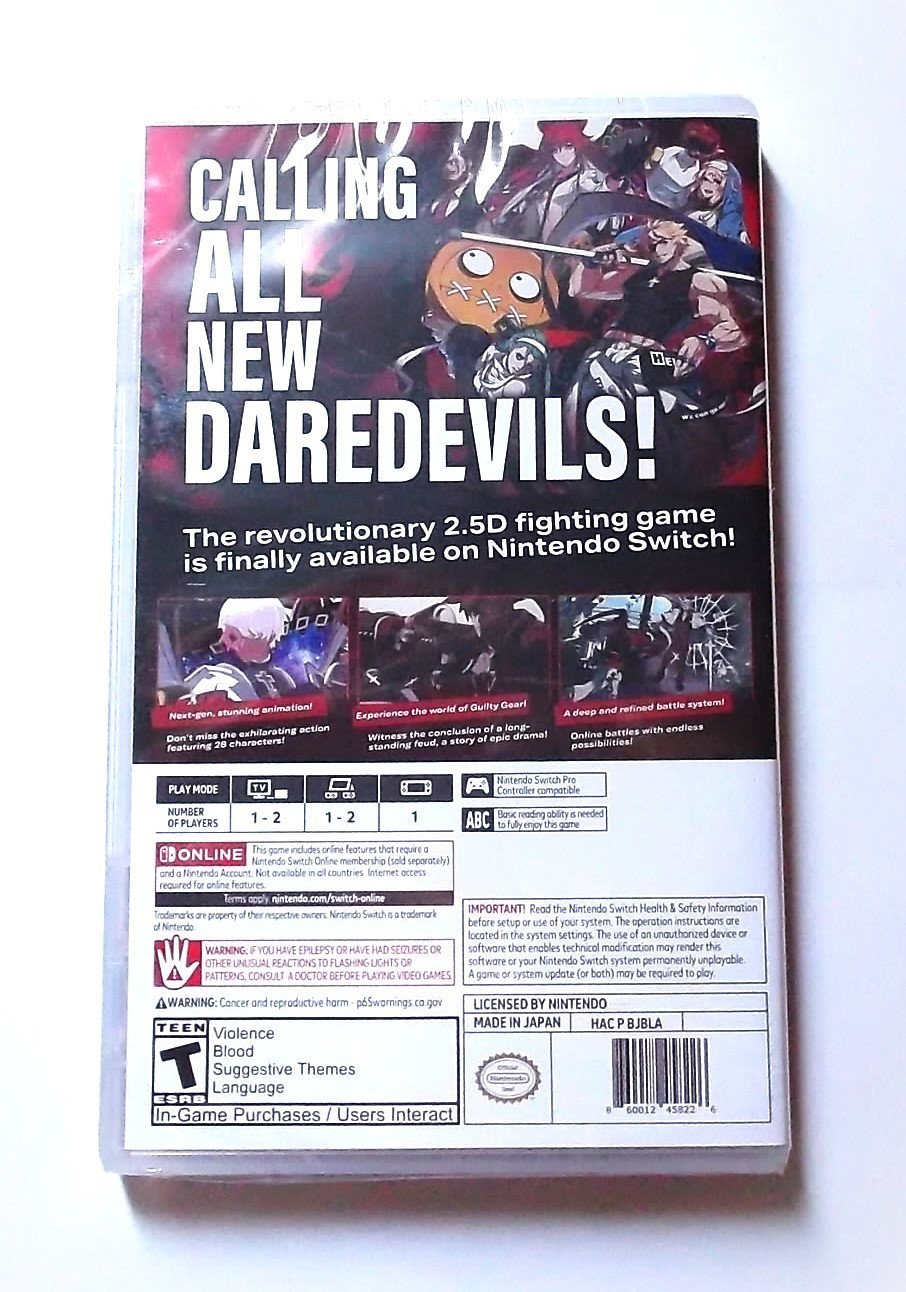 CALLING
ALL
NEW
DAREDEVILS!
HE
We can go
The revolutionary 2.5D fighting game
is finally available on Nintendo Switch!
Next-gen, stunning animation!
Don't miss the exhilarating action
featuring 28 characters!
Experience the world of Guilty Gear!
Witness the conclusion of a long-
standing feud, a story of epic drama!
A deep and refined battle system!
Online battles with endless
possibilities!
PLAY MODE
TV
NUMBER
OF PLAYERS
1 - 2
1 - 2
1
Nintendo Switch Pro
Controller compatible
ABC
Basic reading ability is needed
to fully enjoy this game
ONLINE
This game includes online features that require a
Nintendo Switch Online membership (sold separately)
and a Nintendo Account. Not available in all countries. Internet access
required for online features.
Terms apply. nintendo.com/switch-online
Trademarks are property of their respective owners. Nintendo Switch is a trademark
of Nintendo.
WARNING: IF YOU HAVE EPILEPSY OR HAVE HAD SEIZURES OR
OTHER UNUSUAL REACTIONS TO FLASHING LIGHTS OR
PATTERNS, CONSULT A DOCTOR BEFORE PLAYING VIDEO GAMES.
WARNING: Cancer and reproductive harm - p65warnings.ca.gov
IMPORTANT! Read the Nintendo Switch Health & Safety Information
before setup or use of your system. The operation instructions are
located in the system settings. The use of an unauthorized device or
software that enables technical modification may render this
software or your Nintendo Switch system permanently unplayable.
A game or system update (or both) may be required to play.
LICENSED BY NINTENDO
MADE IN JAPAN
HAC P BJBLA
TEEN
T
ESRB
Violence
Blood
Suggestive Themes
Language
In-Game Purchases / Users Interact
Official
Nintendo
Seal
8 60012 45822 6